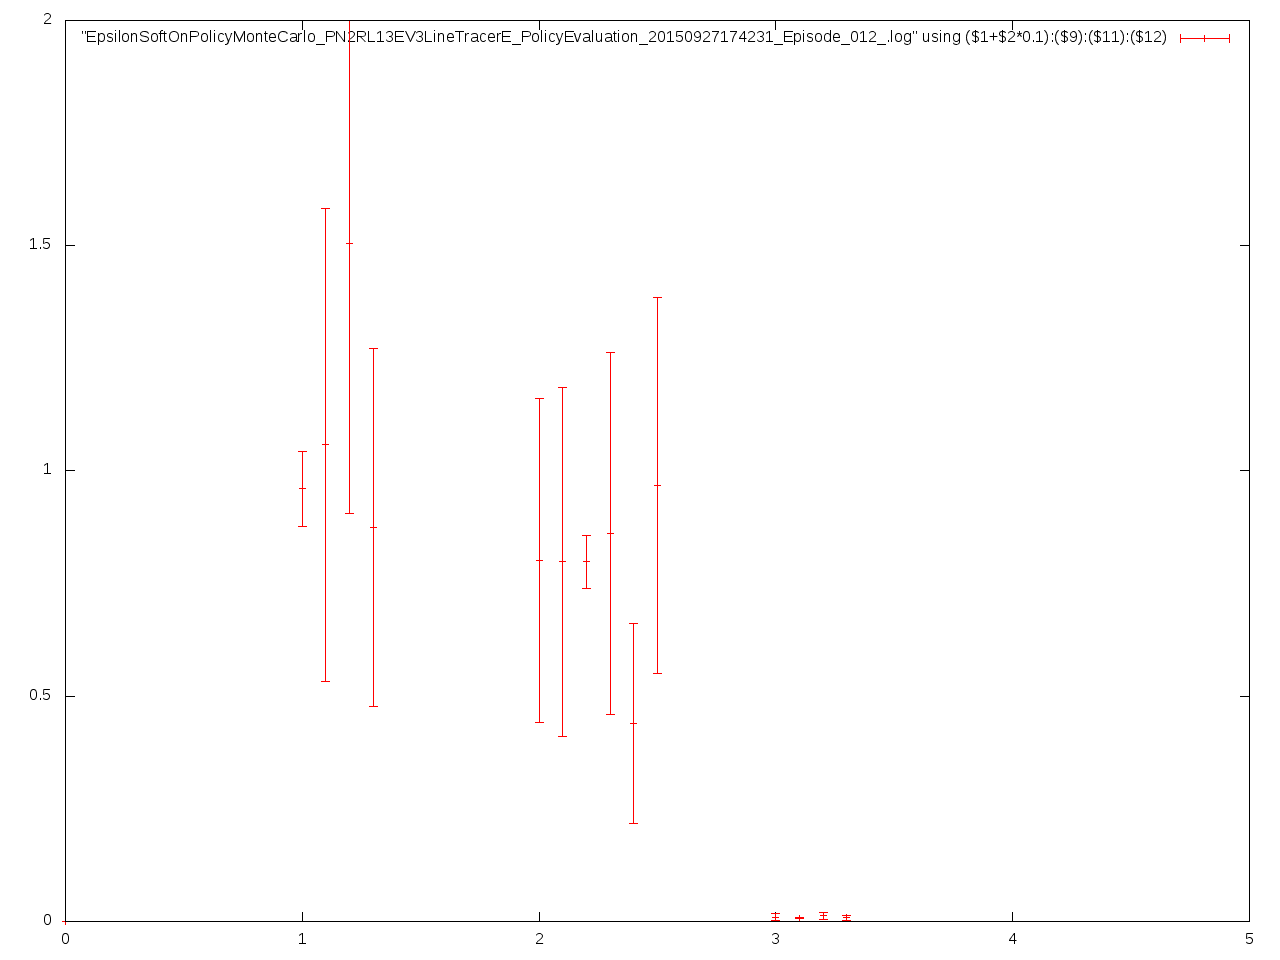 2
"EpsilonSoftOnPolicyMonteCarlo_PN2RL13EV3LineTracerE_PolicyEvaluation_20150927174231_Episode_012_.log" using ($1+$2*0.1):($9):($11):($12)
1.5
1
0.5
0
0 1 2 3 4 5